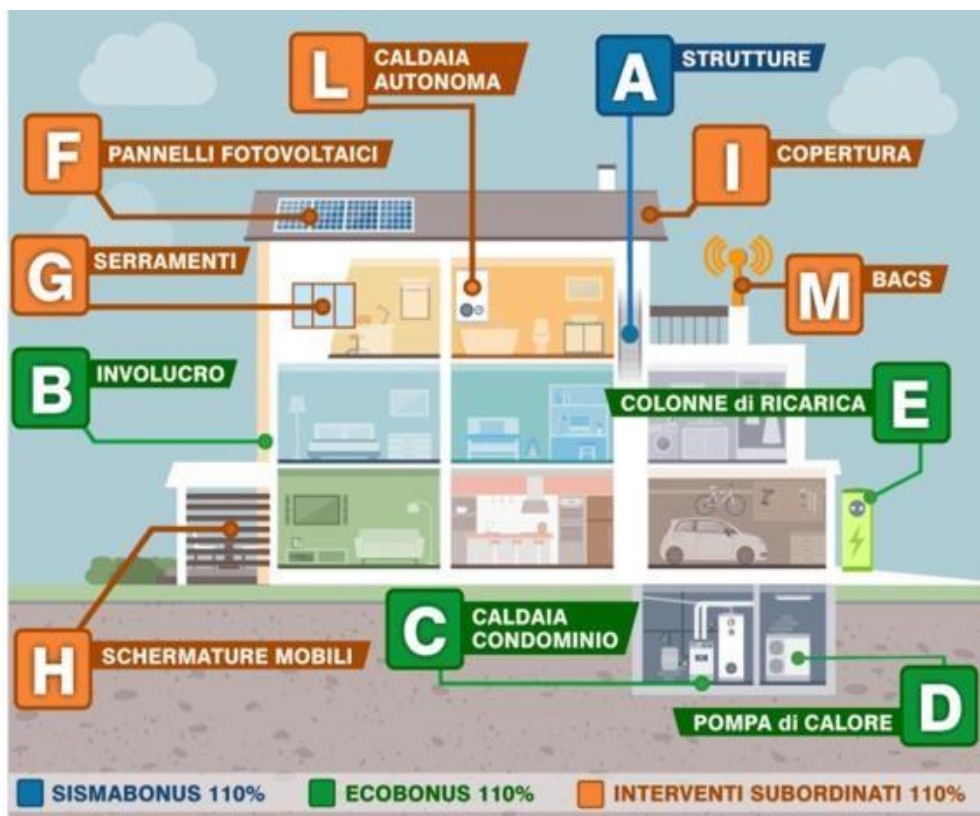 L
CALDAIA
AUTONOMA
A
STRUTTURE
F
PANNELLI FOTOVOLTAICI
I
COPERTURA
G
SERRAMENTI
M
BACS
B
INVOLUCRO
COLONNE di RICARICA
E
C
CALDAIA
CONDOMINIO
H
SCHERMATURE MOBILI
POMPA di CALORE
D
SISMABONUS 110%
ECOBONUS 110%
INTERVENTI SUBORDINATI 110%